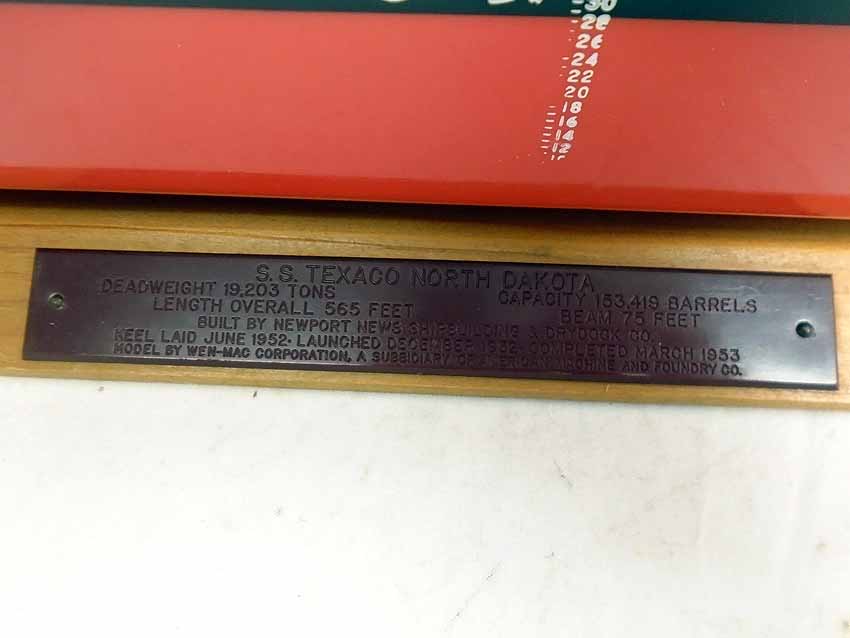 30
28
26
24
22
20
18
16
14
12
S.S. TEXACO NORTH DAKOTA
DEADWEIGHT 19,203 TONS CAPACITY 153,419 BARRELS
LENGTH OVERALL 565 FEET BEAM 75 FEET
BUILT BY NEWPORT NEWS SHIPBUILDING & DRYDOCK CO.
KEEL LAID JUNE 1952. LAUNCHED DECEMBER 1952. COMPLETED MARCH 1953
MODEL BY WEN-MAC CORPORATION, A SUBSIDIARY OF AMERICAN MACHINE AND FOUNDRY CO.